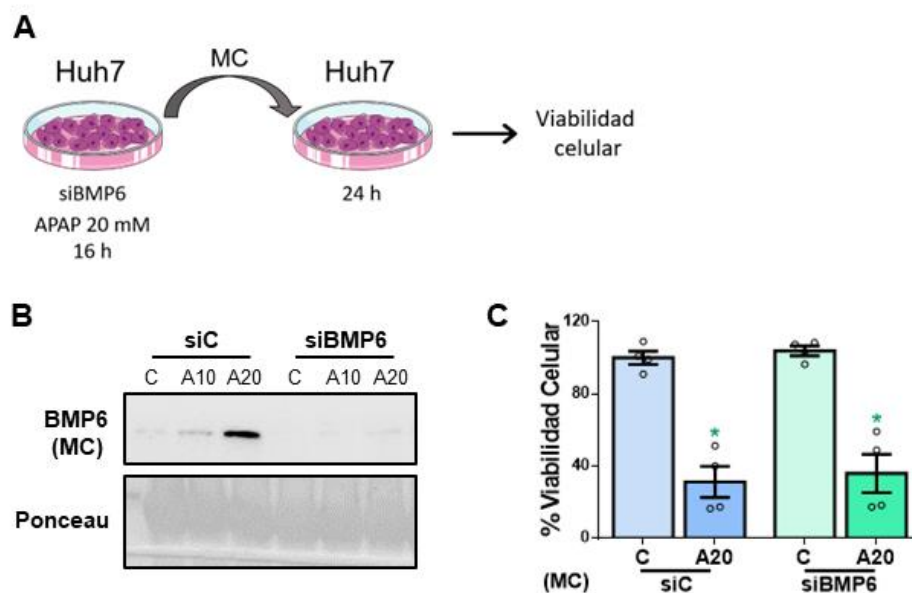 A
Huh7
MC
Huh7
Viabilidad
celular
siBMP6
APAP 20 mM
16 h
24 h
B
siC
siBMP6
C A10 A20 C A10 A20
BMP6
(MC)
Ponceau
C
% Viabilidad Celular
120
80
40
0
*
*
C A20 C A20
(MC) siC siBMP6